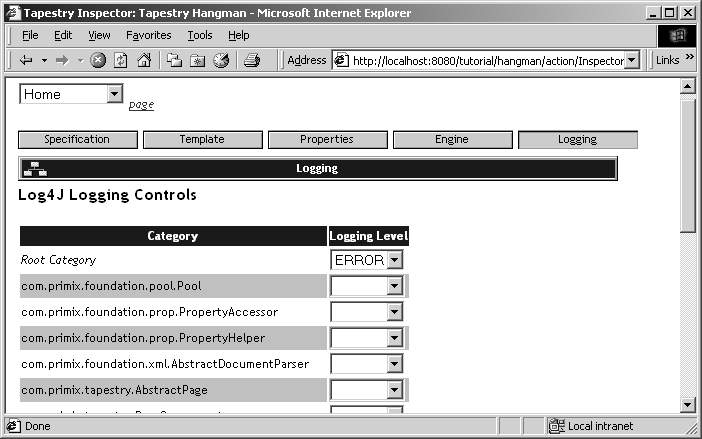 Tapestry Inspector: Tapestry Hangman - Microsoft Internet Explorer
File Edit View Favorites Tools Help
Address http://localhost:8080/tutorial/hangman/action/Inspector Links »
Home page
Specification Template Properties Engine Logging
Logging
Log4J Logging Controls
Category Logging Level
Root Category ERROR
com.primix.foundation.pool.Pool
com.primix.foundation.prop.PropertyAccessor
com.primix.foundation.prop.PropertyHelper
com.primix.foundation.xml.AbstractDocumentParser
com.primix.tapestry.AbstractPage
Done Local intranet